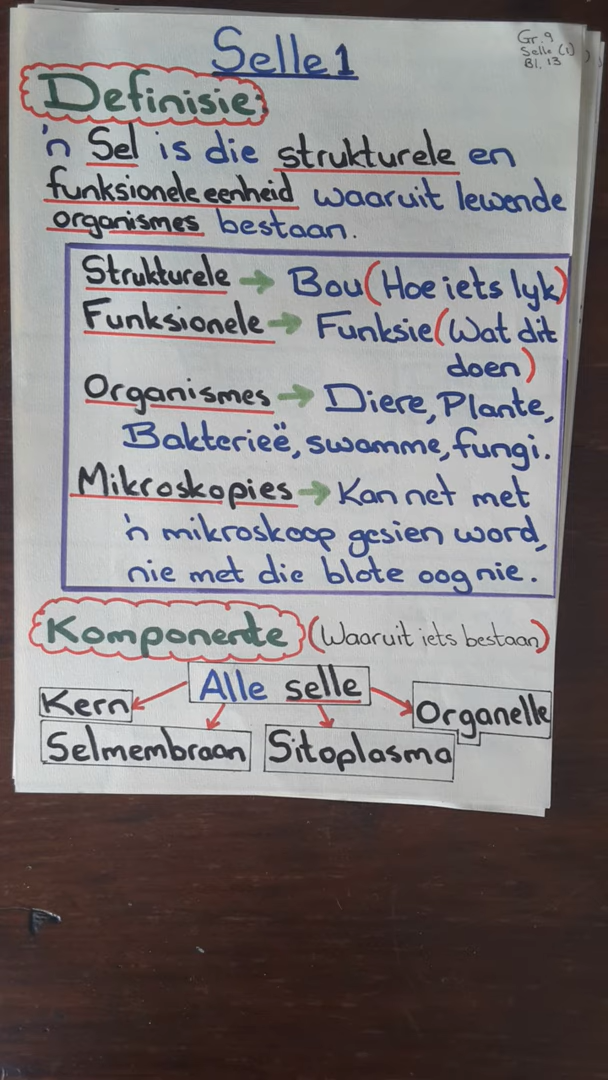 Selle 1
Gr. 9
Selle (1)
Bl. 13
Definisie:
'n Sel is die strukturele en
funksionele eenheid waaruit lewende
organismes bestaan.
Strukturele → Bou (Hoe iets lyk)
Funksionele → Funksie (Wat dit
doen)
Organismes → Diere, Plante,
Bakterieë, swamme, fungi.
Mikroskopies → Kan net met
'n mikroskoop gesien word,
nie met die blote oog nie.
Komponente (Waaruit iets bestaan)
Alle selle
Kern
Organelle
Selmembraan
Sitoplasma